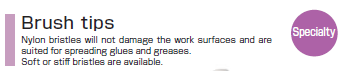 Brush tips
Specialty
Nylon bristles will not damage the work surfaces and are
suited for spreading glues and greases.
Soft or stiff bristles are available.